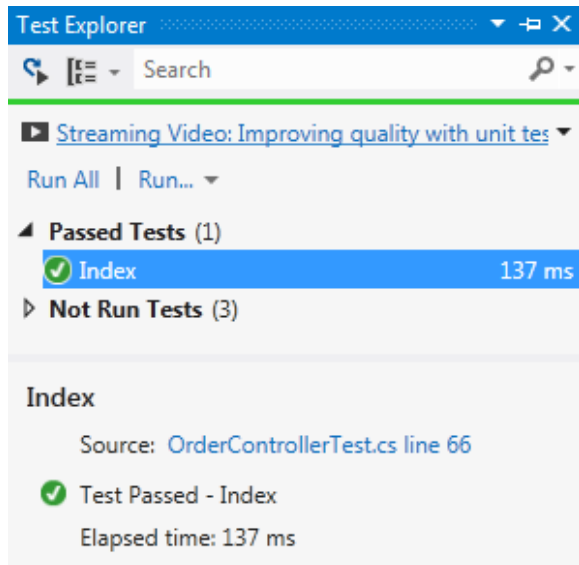 Test Explorer
Search
Streaming Video: Improving quality with unit tes
Run All | Run...
Passed Tests (1)
Index 137 ms
Not Run Tests (3)
Index
Source: OrderControllerTest.cs line 66
Test Passed - Index
Elapsed time: 137 ms